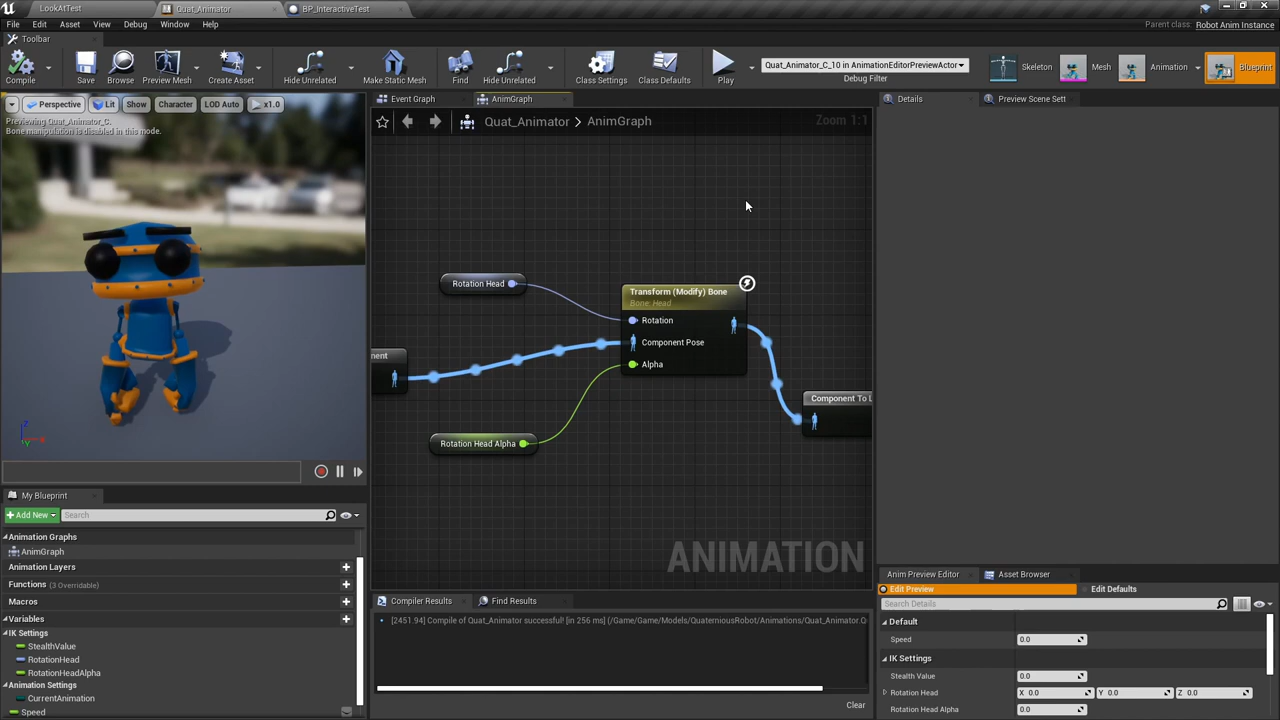 LookAtTest
Quat_Animator
BP_InteractiveTest
File
Edit
Asset
View
Debug
Window
Help
Parent class: Robot Anim Instance
Toolbar
Compile
Save
Browse
Preview Mesh
Create Asset
Hide Unrelated
Make Static Mesh
Find
Hide Unrelated
Class Settings
Class Defaults
Play
Quat_Animator_C_10 in AnimationEditorPreviewActor
Debug Filter
Skeleton
Mesh
Animation
Blueprint
Perspective
Lit
Show
Character
LOD Auto
x1.0
Previewing Quat_Animator_C.
Bone manipulation is disabled in this mode.
Event Graph
AnimGraph
Quat_Animator > AnimGraph
Zoom 1:1
Rotation Head
Transform (Modify) Bone
Bone: Head
Rotation
Component Pose
Alpha
nent
Rotation Head Alpha
Component To L
ANIMATION
Details
Preview Scene Sett
My Blueprint
+Add New
Search
Animation Graphs
AnimGraph
Animation Layers
Functions (3 Overridable)
Macros
Variables
IK Settings
StealthValue
RotationHead
RotationHeadAlpha
Animation Settings
CurrentAnimation
Speed
Compiler Results
Find Results
[2451.94] Compile of Quat_Animator successful! [in 256 ms] (/Game/Game/Models/QuaterniousRobot/Animations/Quat_Animator.Q
Clear
Anim Preview Editor
Asset Browser
Edit Preview
Edit Defaults
Search Details
Default
Speed
0.0
IK Settings
Stealth Value
0.0
Rotation Head
X 0.0
Y 0.0
Z 0.0
Rotation Head Alpha
0.0